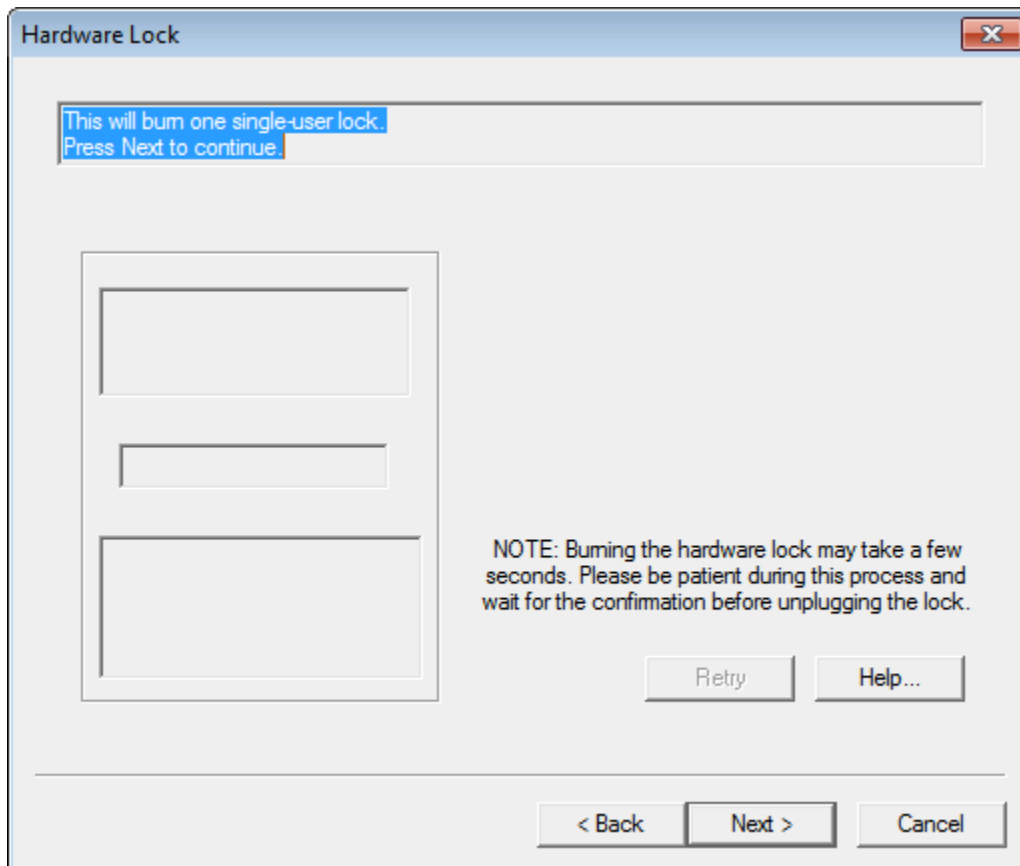 Hardware Lock
This will burn one single-user lock.
Press Next to continue.
NOTE: Burning the hardware lock may take a few
seconds. Please be patient during this process and
wait for the confirmation before unplugging the lock.
Retry
Help...
< Back
Next >
Cancel